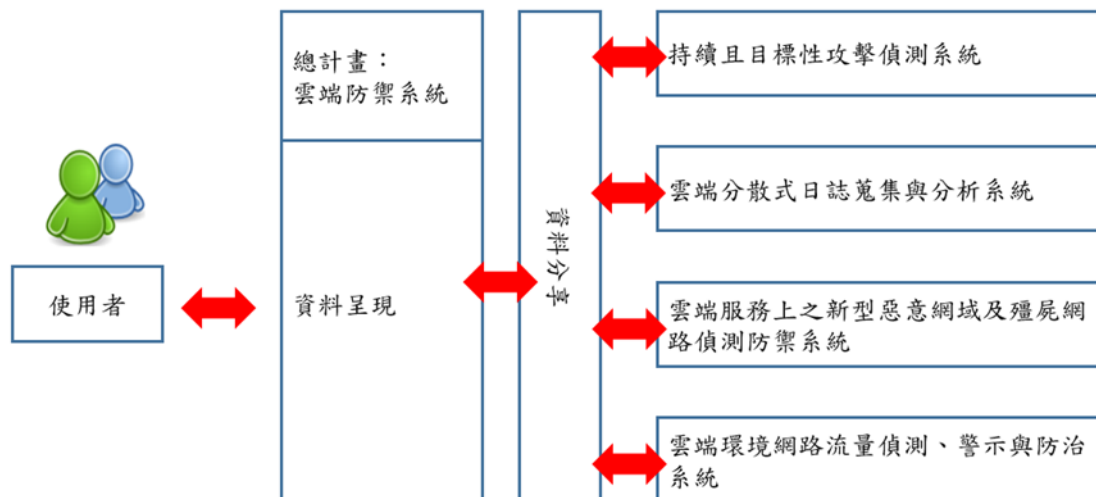 總計畫：
雲端防禦系統
使用者
資料呈現
資料分享
持續且目標性攻擊偵測系統
雲端分散式日誌蒐集與分析系統
雲端服務上之新型惡意網域及殭屍網
路偵測防禦系統
雲端環境網路流量偵測、警示與防治
系統